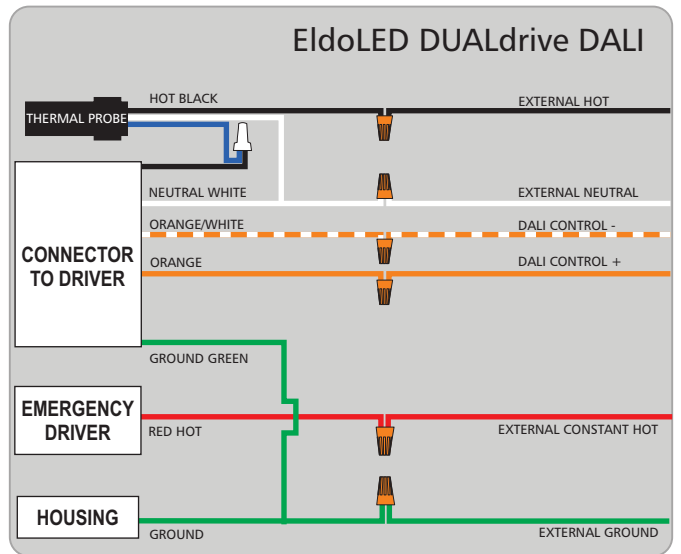 EldoLED DUALdrive DALI
HOT BLACK
EXTERNAL HOT
THERMAL PROBE
NEUTRAL WHITE
EXTERNAL NEUTRAL
ORANGE/WHITE
DALI CONTROL -
CONNECTOR
TO DRIVER
ORANGE
DALI CONTROL +
GROUND GREEN
EMERGENCY
DRIVER
RED HOT
EXTERNAL CONSTANT HOT
HOUSING
GROUND
EXTERNAL GROUND